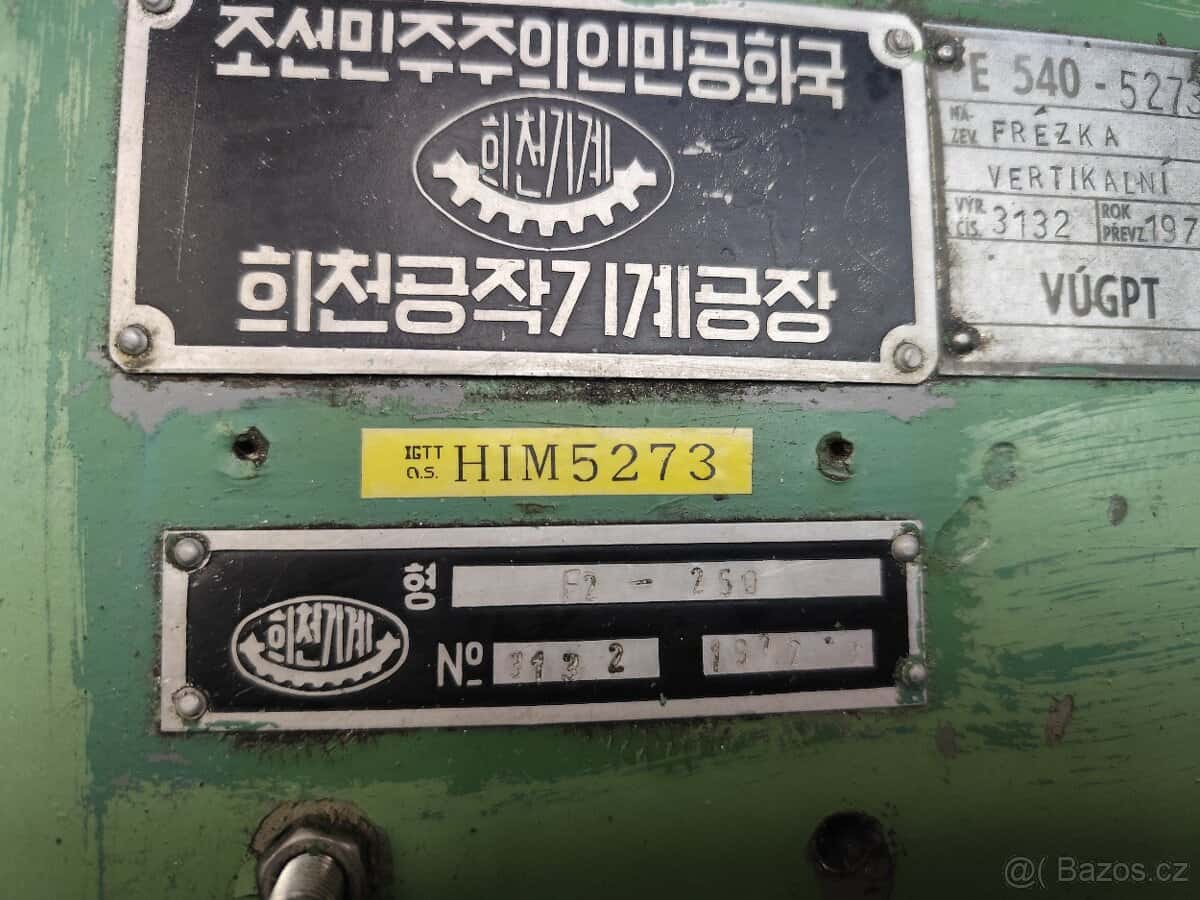 조선민주주의인민공화국
희천기계
희천공작기계공장
E 540 - 5273
NÁ-
ZEV. FRÉZKA
VERTIKALNÍ
VÝR.
ČÍS. 3132
ROK
PŘEVZ. 197
VÚGPT
IGTT
a.s. HIM5273
희천기계
형 F2 - 250
№ 3132 1977
@( Bazos.cz